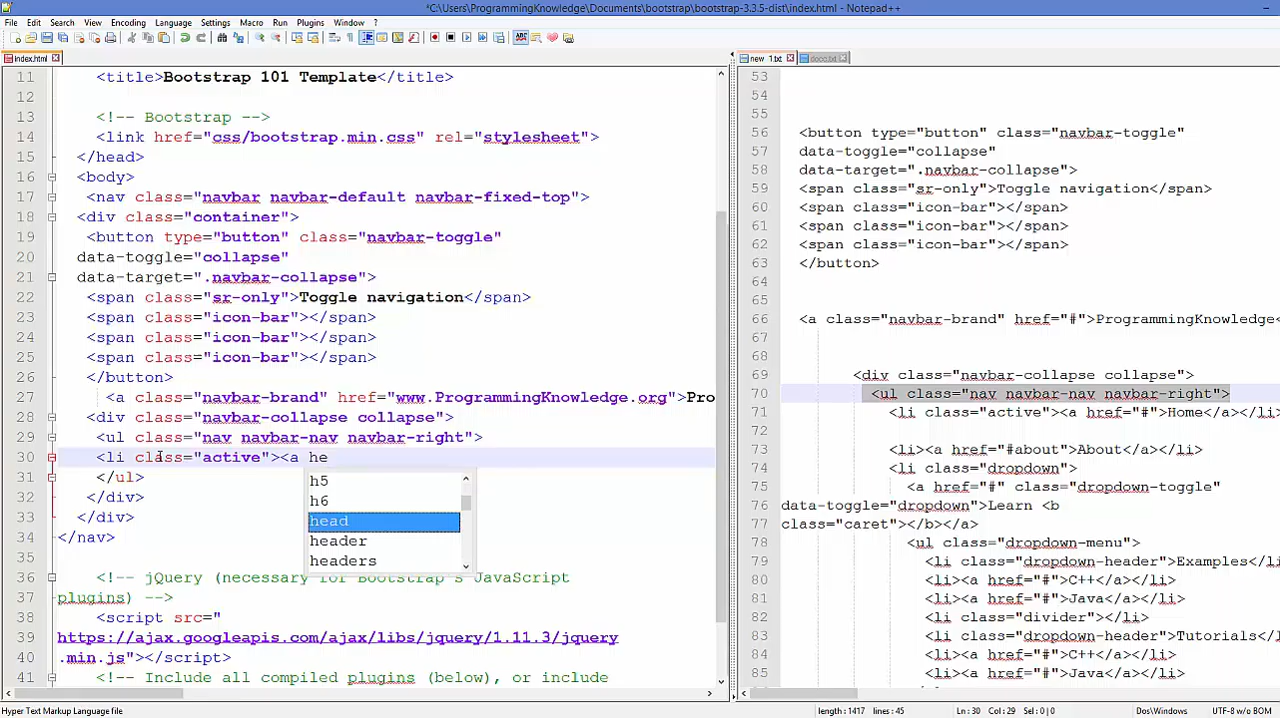 *C:\Users\ProgrammingKnowledge\Documents\bootstrap\bootstrap-3.3.5-dist\index.html - Notepad++
File Edit Search View Encoding Language Settings Macro Run Plugins Window ?
index.html
new 1.txt
11 <title>Bootstrap 101 Template</title>
12
13 <!-- Bootstrap -->
14 <link href="css/bootstrap.min.css" rel="stylesheet">
15 </head>
16 <body>
17 <nav class="navbar navbar-default navbar-fixed-top">
18 <div class="container">
19 <button type="button" class="navbar-toggle"
20 data-toggle="collapse"
21 data-target=".navbar-collapse">
22 <span class="sr-only">Toggle navigation</span>
23 <span class="icon-bar"></span>
24 <span class="icon-bar"></span>
25 <span class="icon-bar"></span>
26 </button>
27 <a class="navbar-brand" href="www.ProgrammingKnowledge.org">Pro
28 <div class="navbar-collapse collapse">
29 <ul class="nav navbar-nav navbar-right">
30 <li class="active"><a he
31 </ul>
32 </div>
33 </div>
34 </nav>
35
36 <!-- jQuery (necessary for Bootstrap's JavaScript
37 plugins) -->
38 <script src="
39 https://ajax.googleapis.com/ajax/libs/jquery/1.11.3/jquery
40 .min.js"></script>
41 <!-- Include all compiled plugins (below), or include
h5
h6
head
header
headers
53
54
55
56 <button type="button" class="navbar-toggle"
57 data-toggle="collapse"
58 data-target=".navbar-collapse">
59 <span class="sr-only">Toggle navigation</span>
60 <span class="icon-bar"></span>
61 <span class="icon-bar"></span>
62 <span class="icon-bar"></span>
63 </button>
64
65
66 <a class="navbar-brand" href="#">ProgrammingKnowledge<
67
68
69 <div class="navbar-collapse collapse">
70 <ul class="nav navbar-nav navbar-right">
71 <li class="active"><a href="#">Home</a></li>
72
73 <li><a href="#about">About</a></li>
74 <li class="dropdown">
75 <a href="#" class="dropdown-toggle"
76 data-toggle="dropdown">Learn <b
77 class="caret"></b></a>
78 <ul class="dropdown-menu">
79 <li class="dropdown-header">Examples</l
80 <li><a href="#">C++</a></li>
81 <li><a href="#">Java</a></li>
82 <li class="divider"></li>
83 <li class="dropdown-header">Tutorials</
84 <li><a href="#">C++</a></li>
85 <li><a href="#">Java</a></li>
Hyper Text Markup Language file
length : 1417 lines : 45
Ln : 30 Col : 29 Sel : 0 | 0
Dos\Windows
UTF-8 w/o BOM